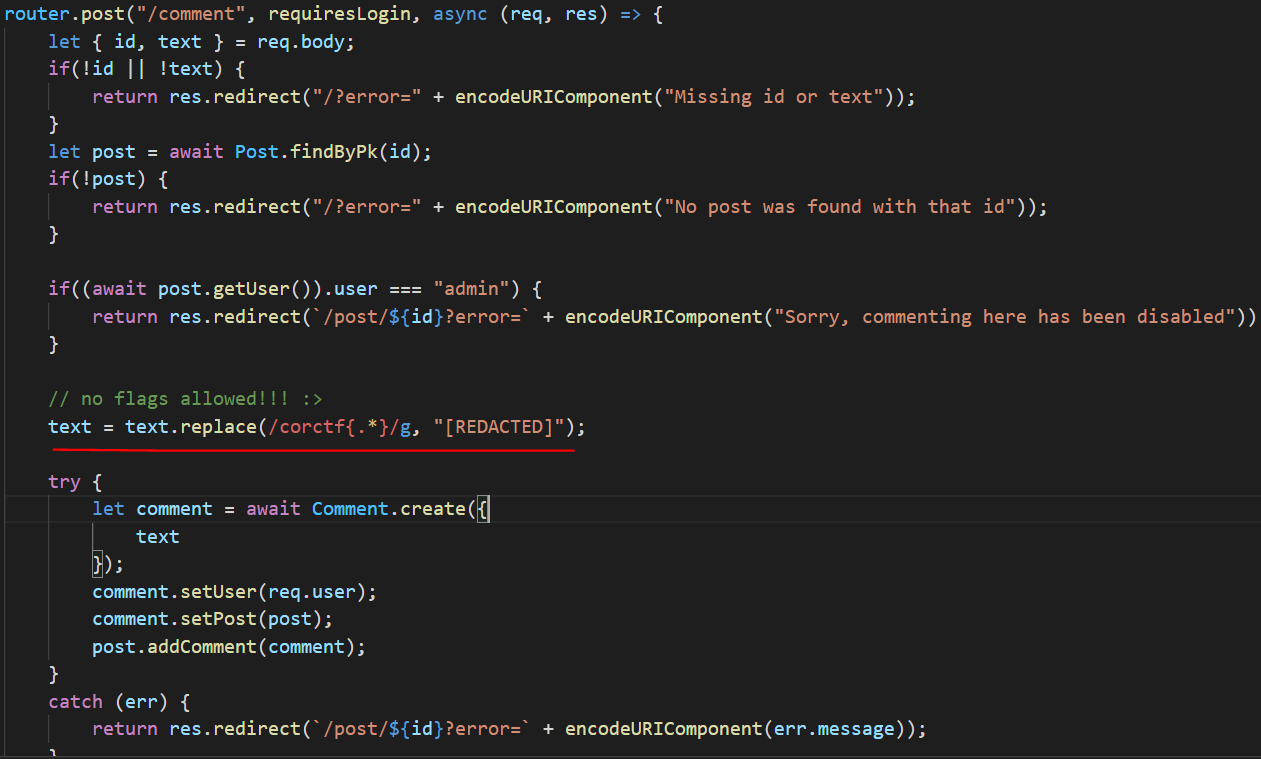 router.post("/comment", requiresLogin, async (req, res) => {
    let { id, text } = req.body;
    if(!id || !text) {
        return res.redirect("/?error=" + encodeURIComponent("Missing id or text"));
    }
    let post = await Post.findByPk(id);
    if(!post) {
        return res.redirect("/?error=" + encodeURIComponent("No post was found with that id"));
    }

    if((await post.getUser()).user === "admin") {
        return res.redirect(`/post/${id}?error=` + encodeURIComponent("Sorry, commenting here has been disabled"))
    }

    // no flags allowed!!! :>
    text = text.replace(/corctf{.*}/g, "[REDACTED]");

    try {
        let comment = await Comment.create({
            text
        });
        comment.setUser(req.user);
        comment.setPost(post);
        post.addComment(comment);
    }
    catch (err) {
        return res.redirect(`/post/${id}?error=` + encodeURIComponent(err.message));
    }